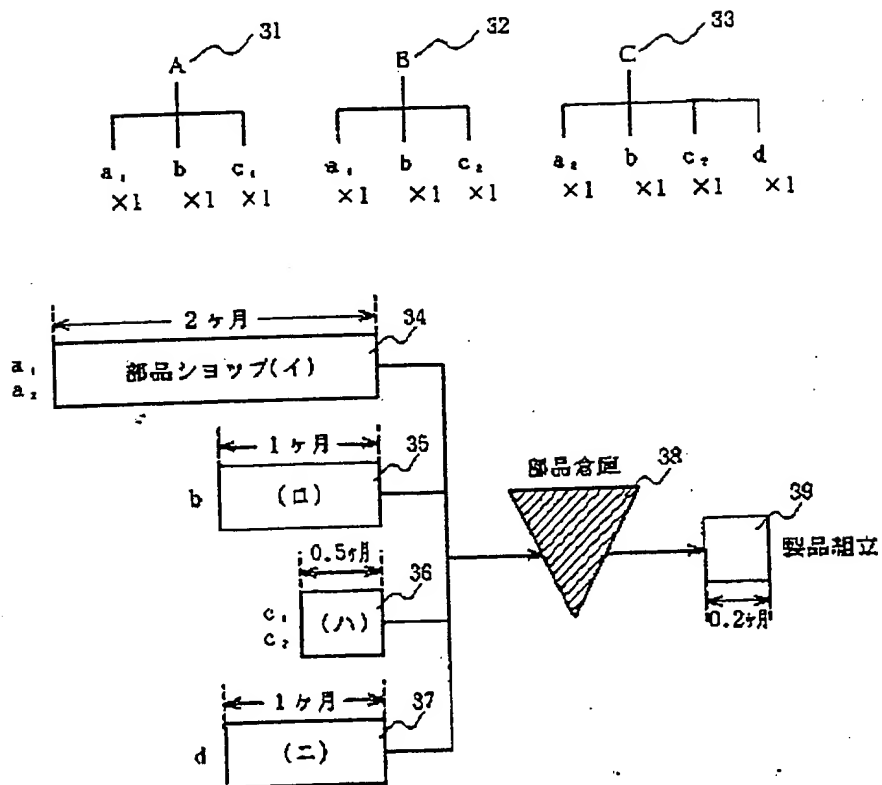 31
32
33
A
B
C
a₁ b c₁
×1 ×1 ×1
a₁ b c₂
×1 ×1 ×1
a₂ b c₂ d
×1 ×1 ×1 ×1
2ヶ月
34
a₁
a₂
部品ショップ(イ)
1ヶ月
35
b
(ロ)
部品倉庫
38
39
製品組立
0.2ヶ月
0.5ヶ月
36
c₁
c₂
(ハ)
1ヶ月
37
d
(ニ)